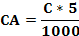 CA = C * 5 / 1000